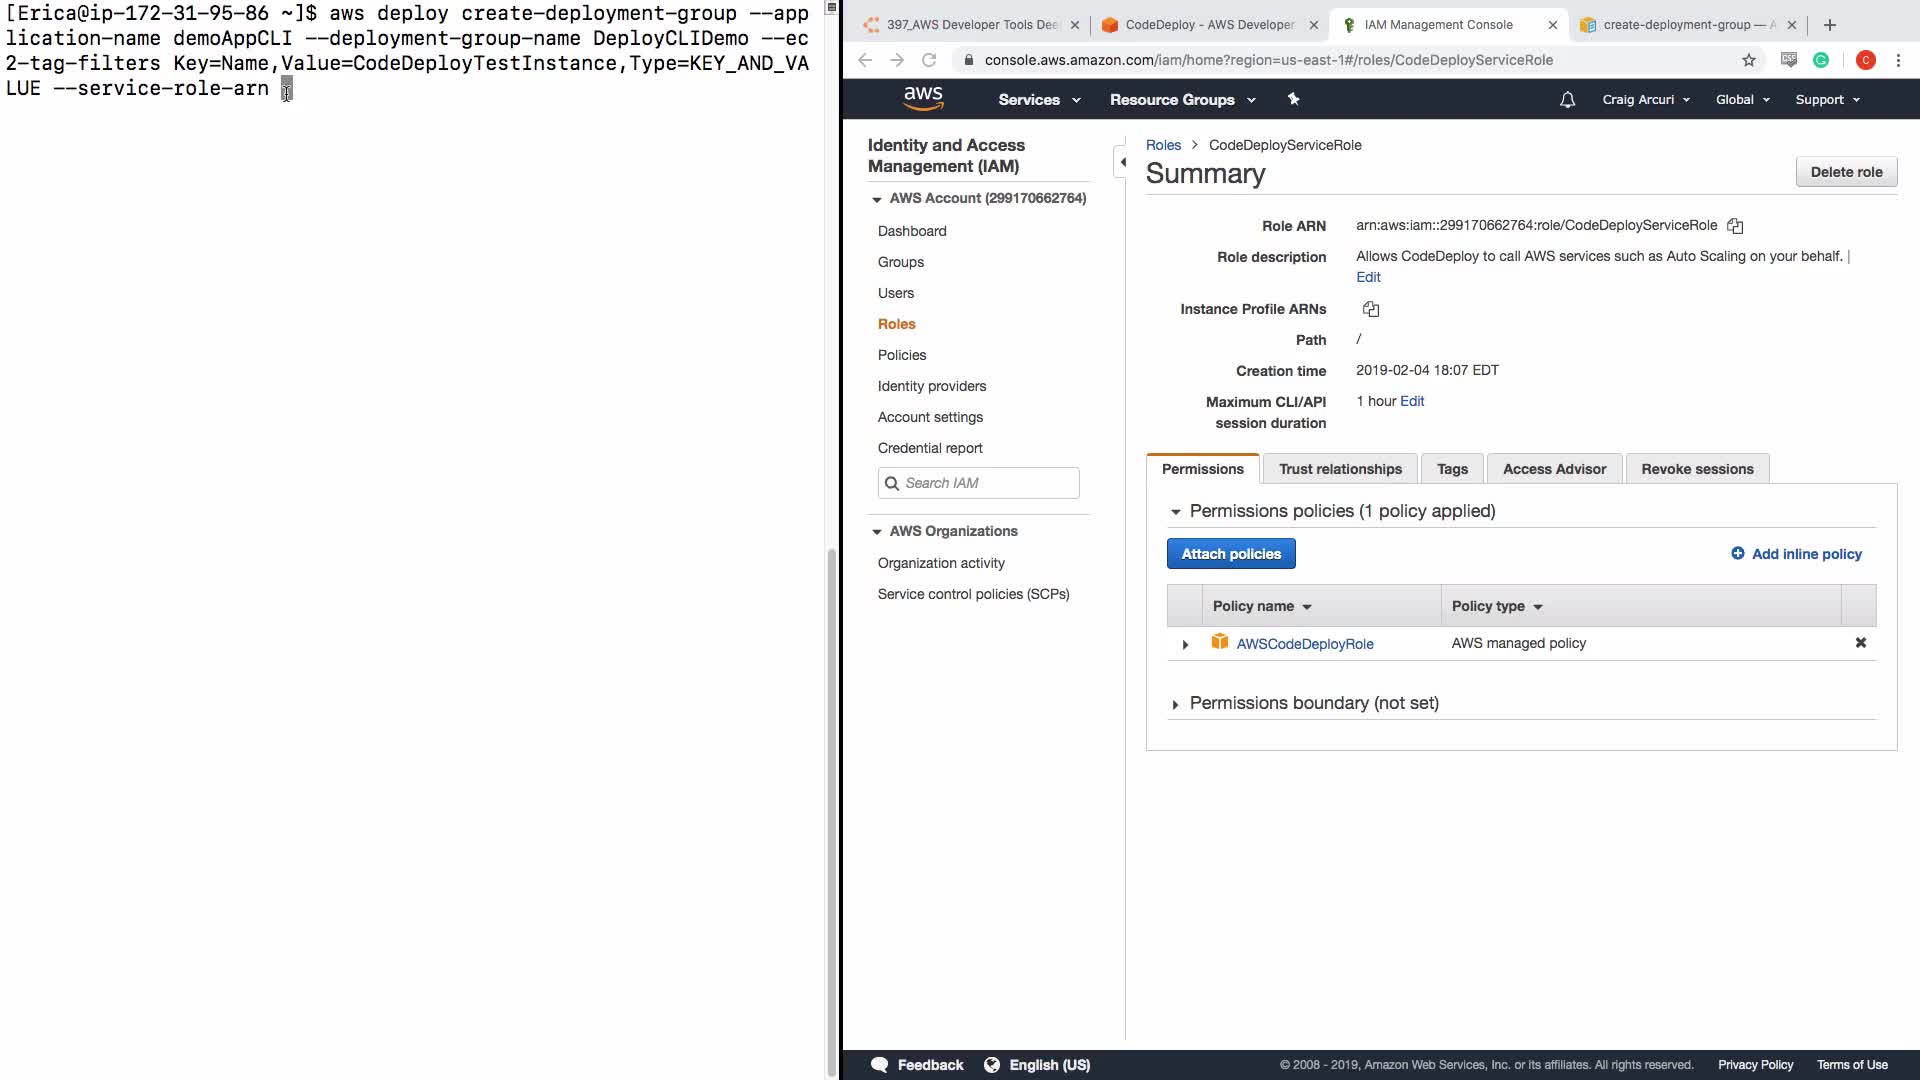 [Erica@ip-172-31-95-86 ~]$ aws deploy create-deployment-group --app
lication-name demoAppCLI --deployment-group-name DeployCLIDemo --ec
2-tag-filters Key=Name,Value=CodeDeployTestInstance,Type=KEY_AND_VA
LUE --service-role-arn
397_AWS Developer Tools Dee
CodeDeploy - AWS Developer
IAM Management Console
create-deployment-group — A
console.aws.amazon.com/iam/home?region=us-east-1#/roles/CodeDeployServiceRole
C
aws
Services
Resource Groups
Craig Arcuri
Global
Support
Identity and Access
Management (IAM)
AWS Account (299170662764)
Dashboard
Groups
Users
Roles
Policies
Identity providers
Account settings
Credential report
Search IAM
AWS Organizations
Organization activity
Service control policies (SCPs)
Roles > CodeDeployServiceRole
Summary
Delete role
Role ARN arn:aws:iam::299170662764:role/CodeDeployServiceRole
Role description Allows CodeDeploy to call AWS services such as Auto Scaling on your behalf. |
Edit
Instance Profile ARNs
Path /
Creation time 2019-02-04 18:07 EDT
Maximum CLI/API 1 hour Edit
session duration
Permissions
Trust relationships
Tags
Access Advisor
Revoke sessions
Permissions policies (1 policy applied)
Attach policies
Add inline policy
Policy name
Policy type
AWSCodeDeployRole
AWS managed policy
Permissions boundary (not set)
Feedback
English (US)
© 2008 - 2019, Amazon Web Services, Inc. or its affiliates. All rights reserved.
Privacy Policy
Terms of Use